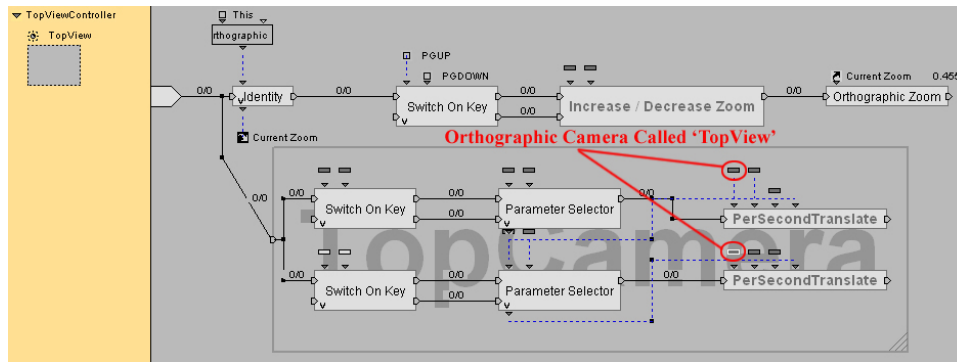 TopViewController
TopView
This
rthographic
PGUP
PGDOWN
Current Zoom 0.455
0/0
Identity
0/0
Switch On Key
0/0
0/0
Increase / Decrease Zoom
0/0
Orthographic Zoom
Current Zoom
Orthographic Camera Called ‘TopView’
0/0
0/0
Switch On Key
0/0
0/0
Parameter Selector
0/0
PerSecondTranslate
TopCamera
0/0
Switch On Key
0/0
0/0
Parameter Selector
0/0
PerSecondTranslate